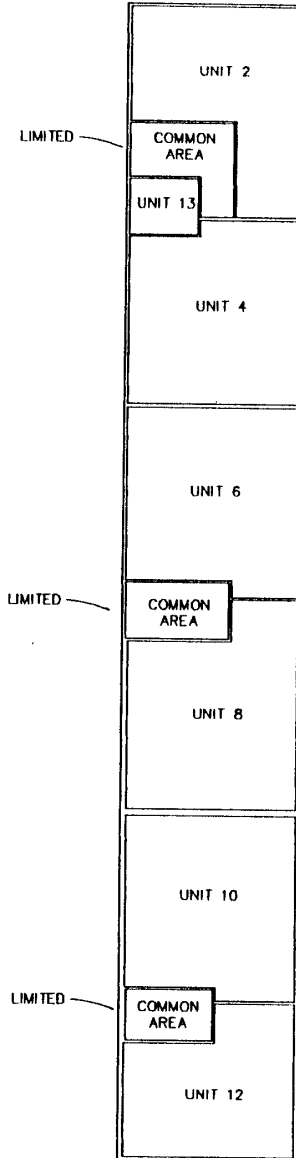 UNIT 2
LIMITED
COMMON
AREA
UNIT 13
UNIT 4
UNIT 6
LIMITED
COMMON
AREA
UNIT 8
UNIT 10
LIMITED
COMMON
AREA
UNIT 12